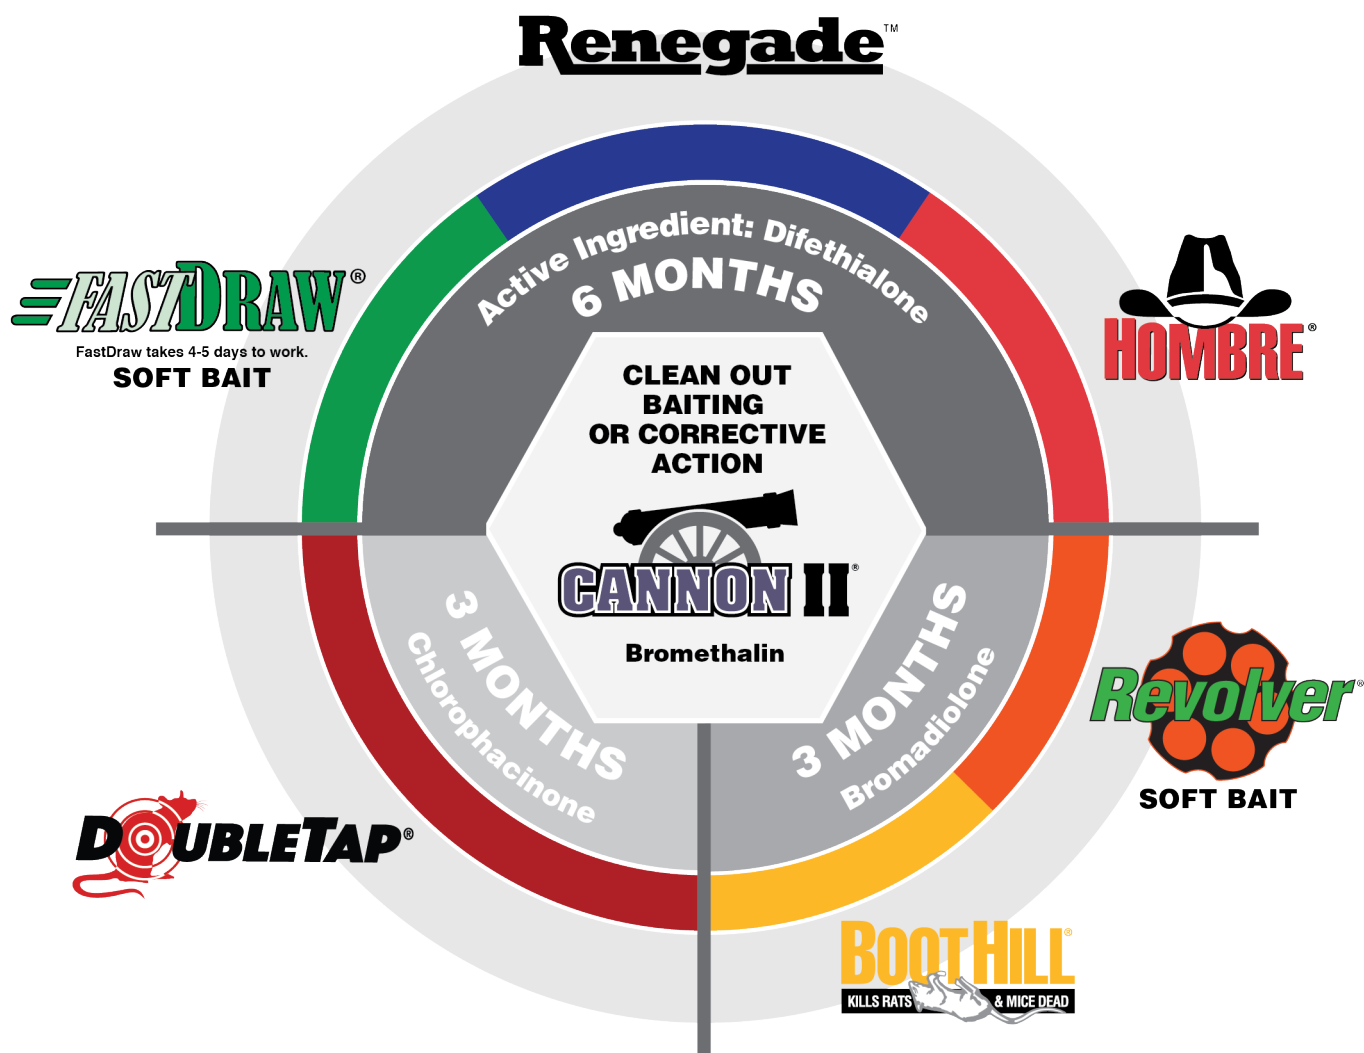 Renegade™
Active Ingredient: Difethialone
6 MONTHS
FASTDRAW®
FastDraw takes 4-5 days to work.
SOFT BAIT
HOMBRE®
CLEAN OUT
BAITING
OR CORRECTIVE
ACTION
CANNON II®
Bromethalin
3 MONTHS
Chlorophacinone
3 MONTHS
Bromadiolone
Revolver®
SOFT BAIT
DOUBLETAP®
BOOT HILL®
KILLS RATS & MICE DEAD